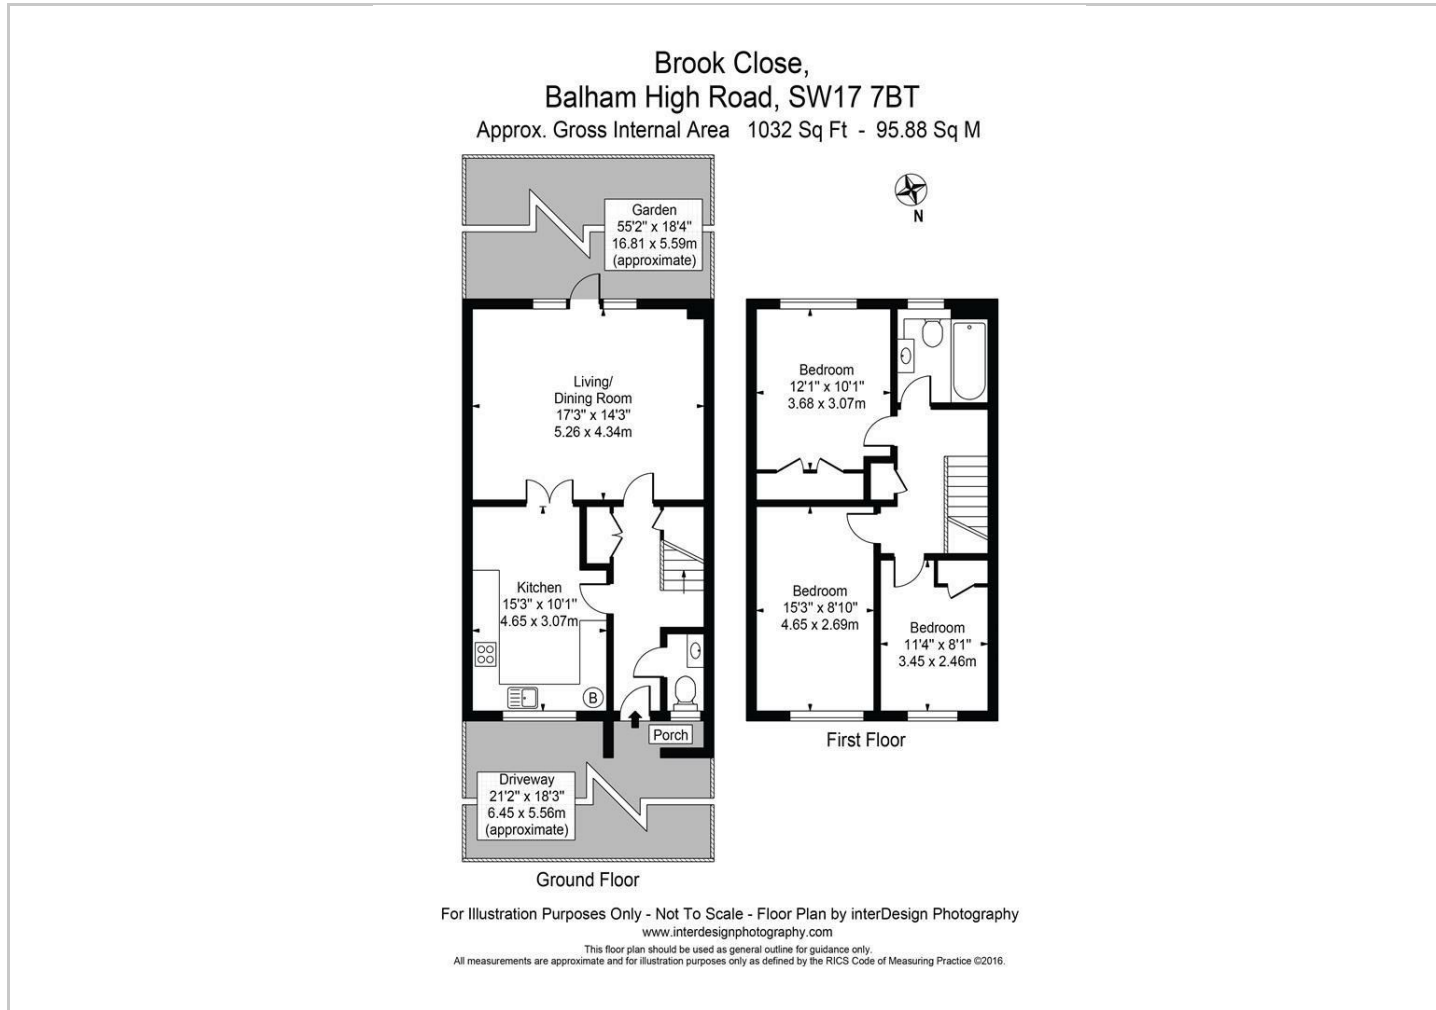 Brook Close,
Balham High Road, SW17 7BT
Approx. Gross Internal Area 1032 Sq Ft - 95.88 Sq M
N
Garden
55'2" x 18'4"
16.81 x 5.59m
(approximate)
Living/
Dining Room
17'3" x 14'3"
5.26 x 4.34m
Kitchen
15'3" x 10'1"
4.65 x 3.07m
B
Porch
Driveway
21'2" x 18'3"
6.45 x 5.56m
(approximate)
Ground Floor
Bedroom
12'1" x 10'1"
3.68 x 3.07m
Bedroom
15'3" x 8'10"
4.65 x 2.69m
Bedroom
11'4" x 8'1"
3.45 x 2.46m
First Floor
For Illustration Purposes Only - Not To Scale - Floor Plan by interDesign Photography
www.interdesignphotography.com
This floor plan should be used as general outline for guidance only.
All measurements are approximate and for illustration purposes only as defined by the RICS Code of Measuring Practice ©2016.